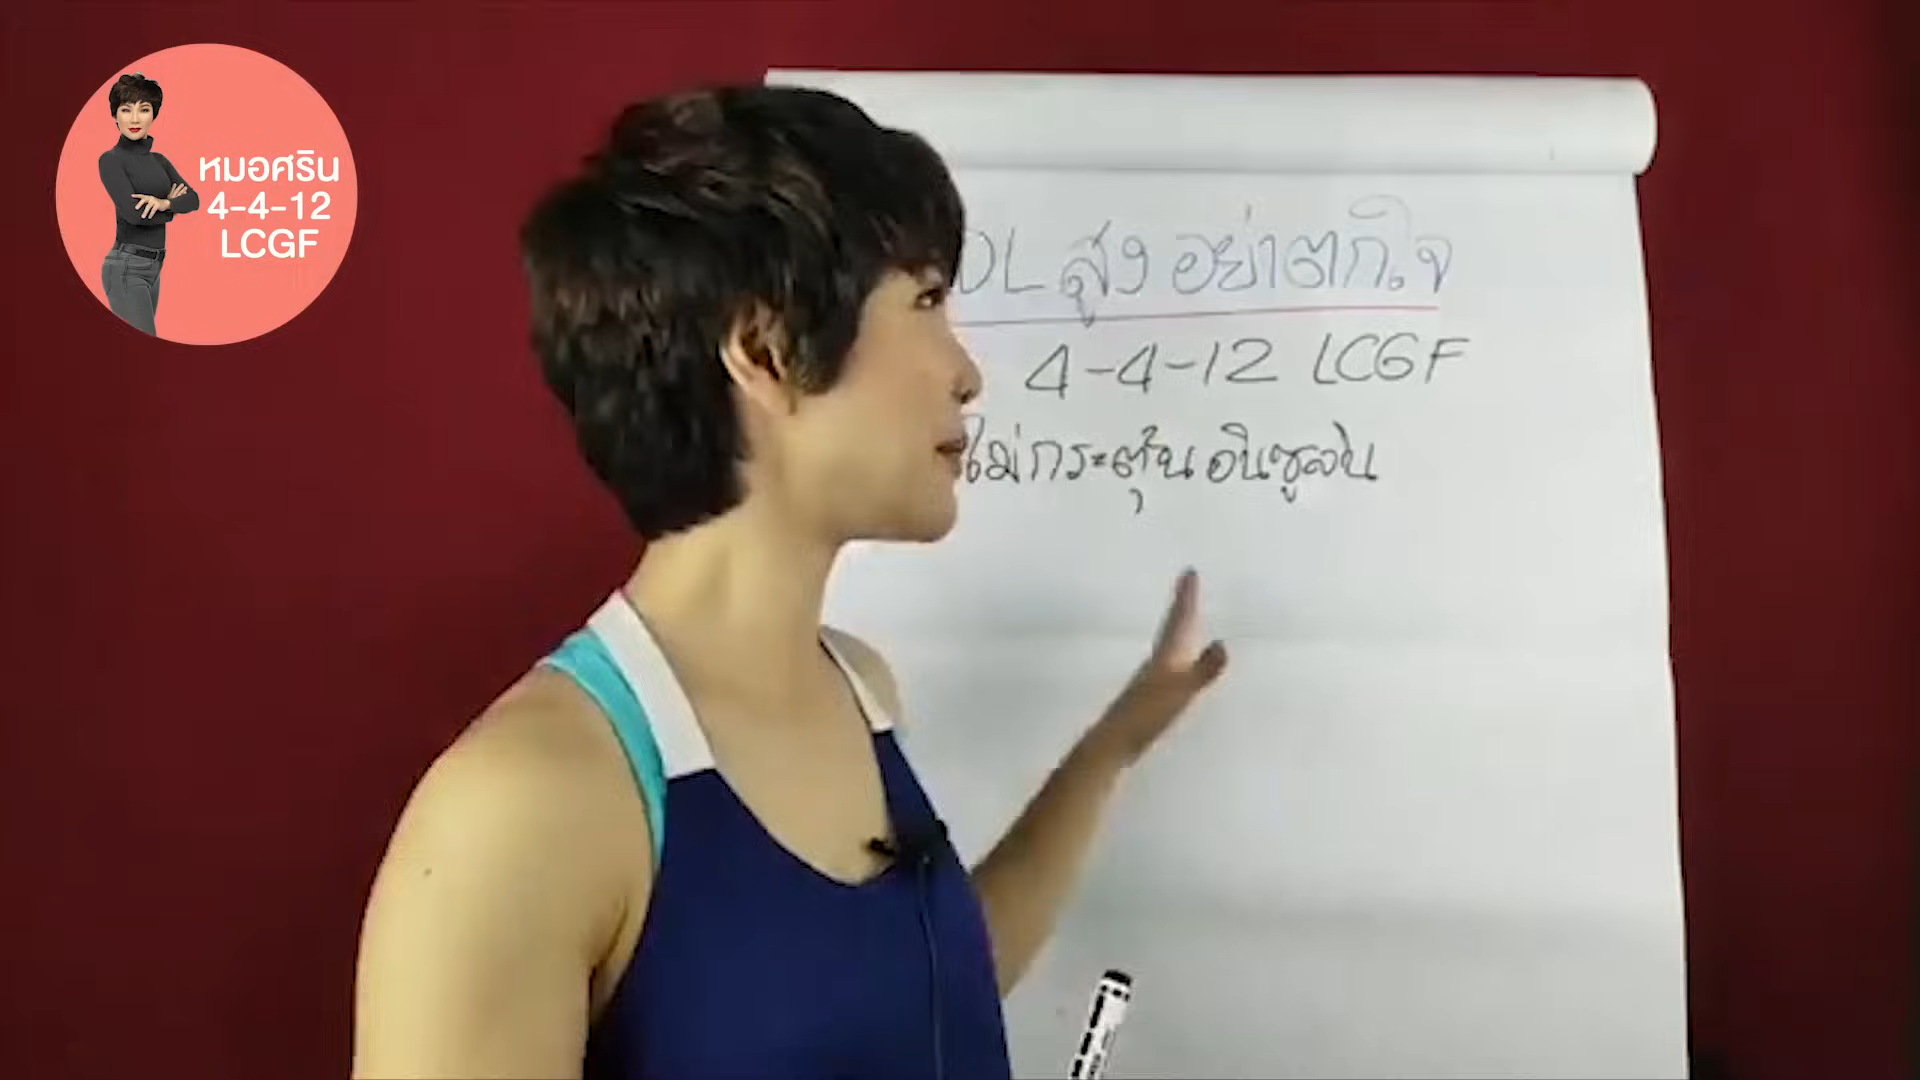 หมอศริน
4-4-12
LCGF
DL สูง อย่าตกใจ
4-4-12 LCGF
ไม่กระตุ้น อินซูลิน